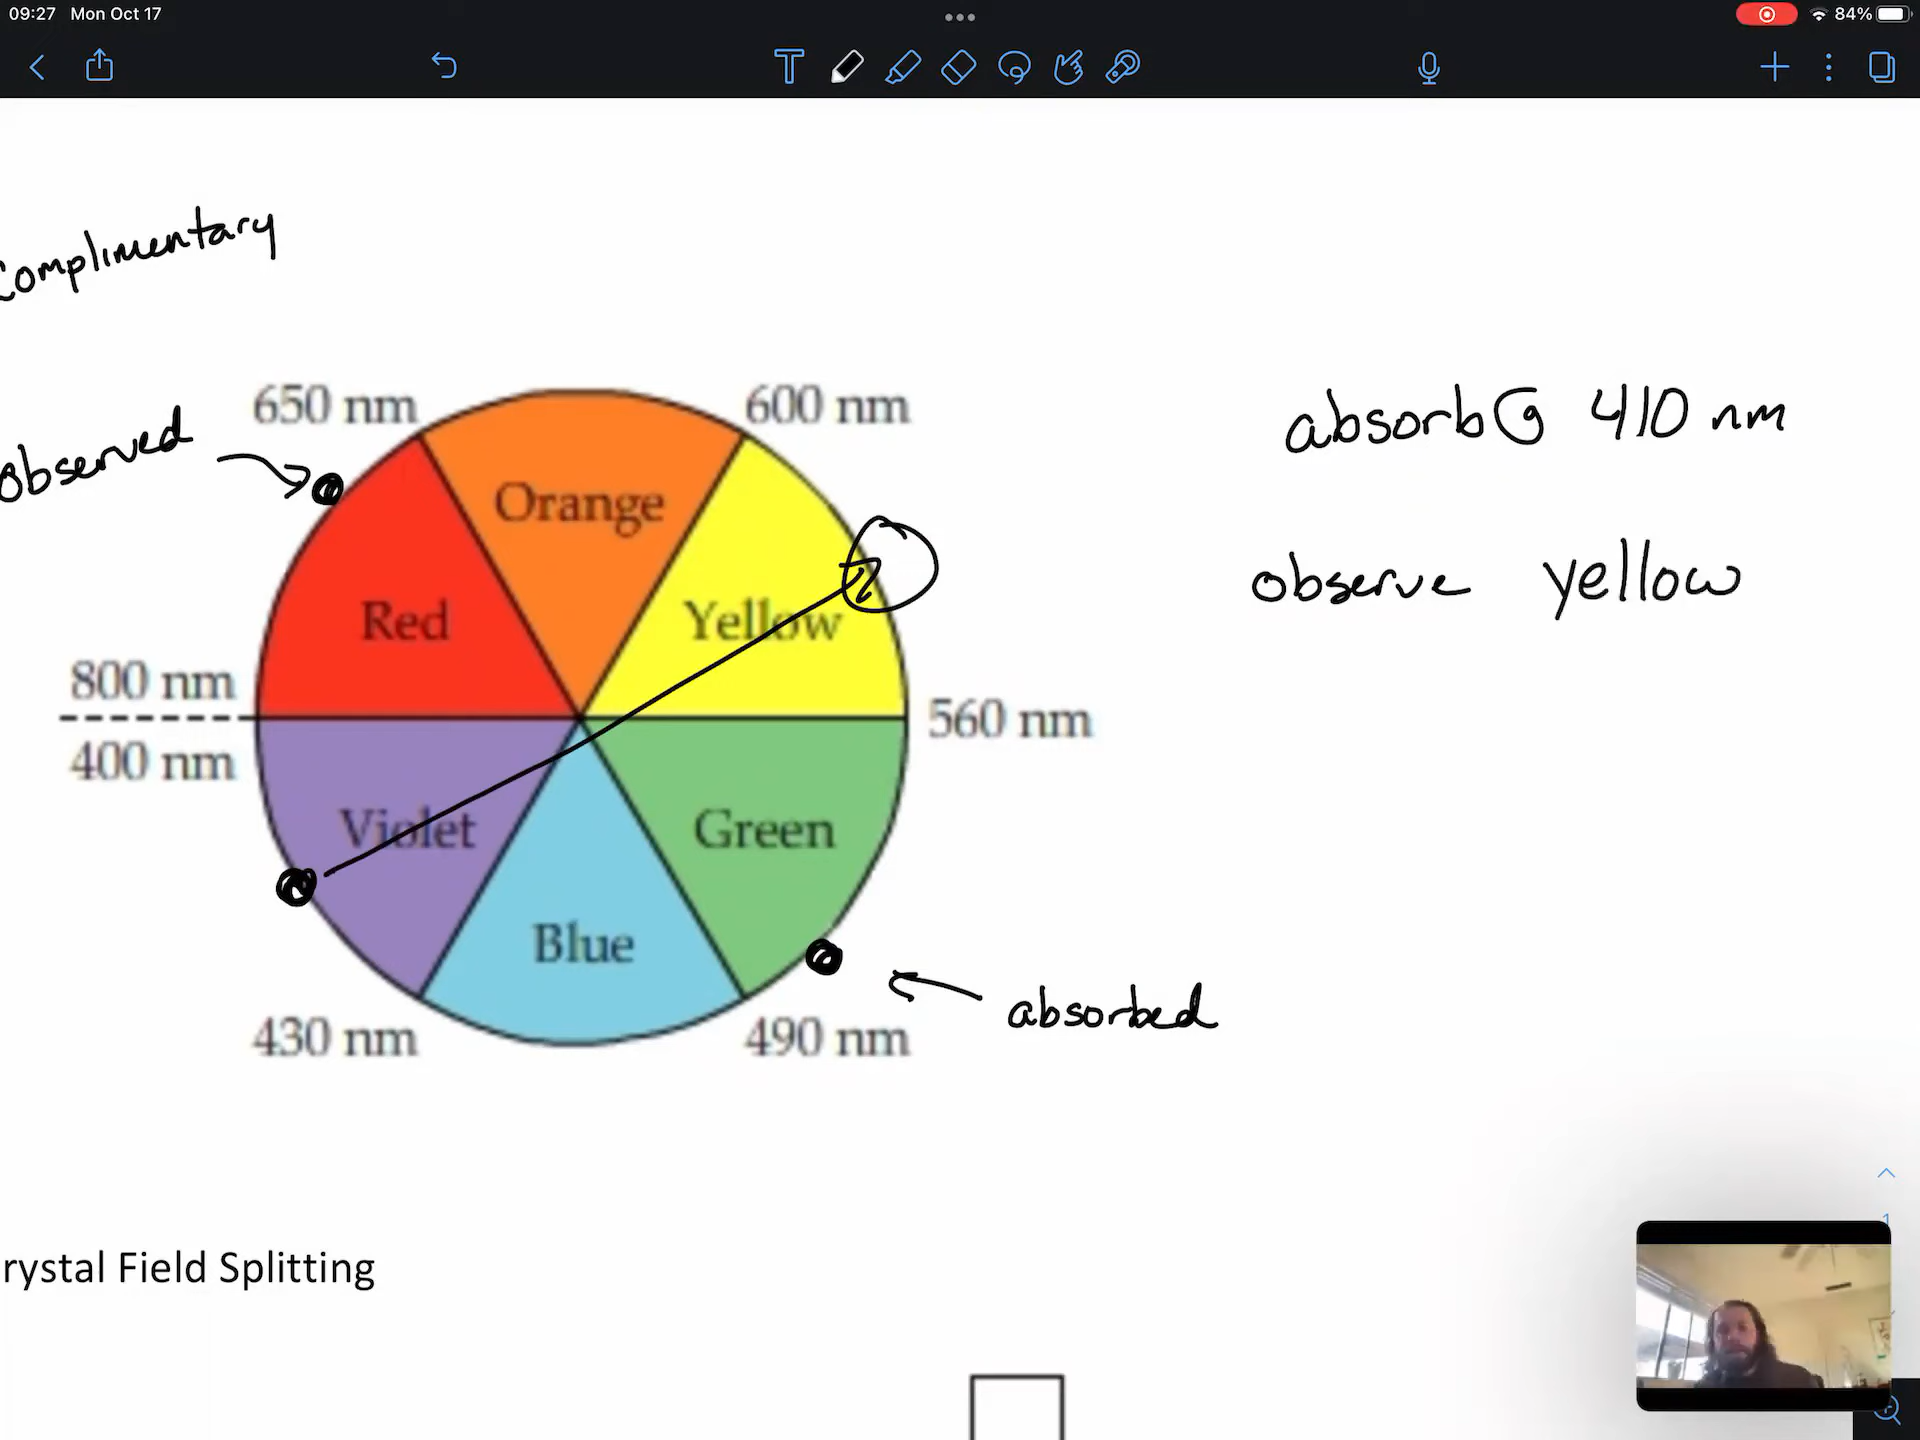 09:27 Mon Oct 17
84%
Complimentary
650 nm
600 nm
absorb @ 410 nm
Observed
Orange
observe yellow
Red
Yellow
800 nm
560 nm
400 nm
Violet
Green
Blue
absorbed
430 nm
490 nm
1
rystal Field Splitting